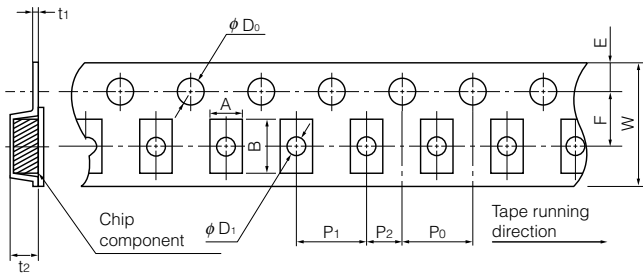 t1
ϕ D0
E
A
B
F
W
Chip
component
ϕ D1
t2
P1
P2
P0
Tape running
direction